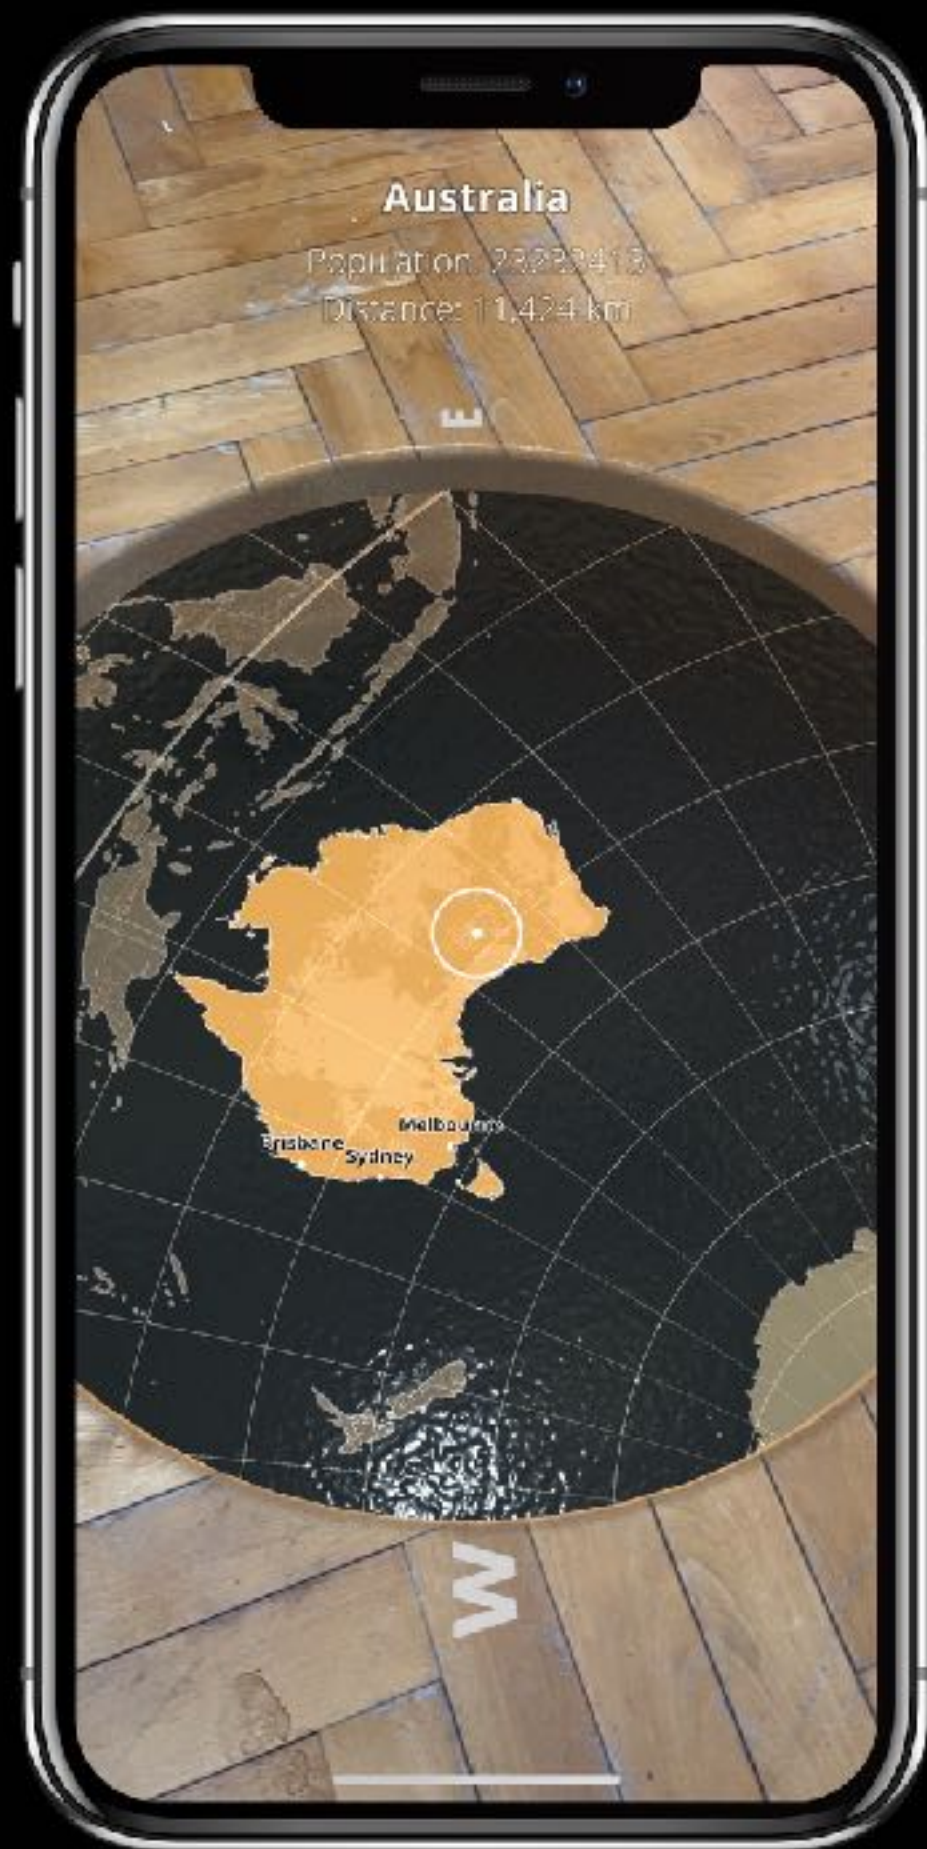 Australia
Population: 23232413
Distance: 11,424 km
E
Melbourne
Brisbane
Sydney
W